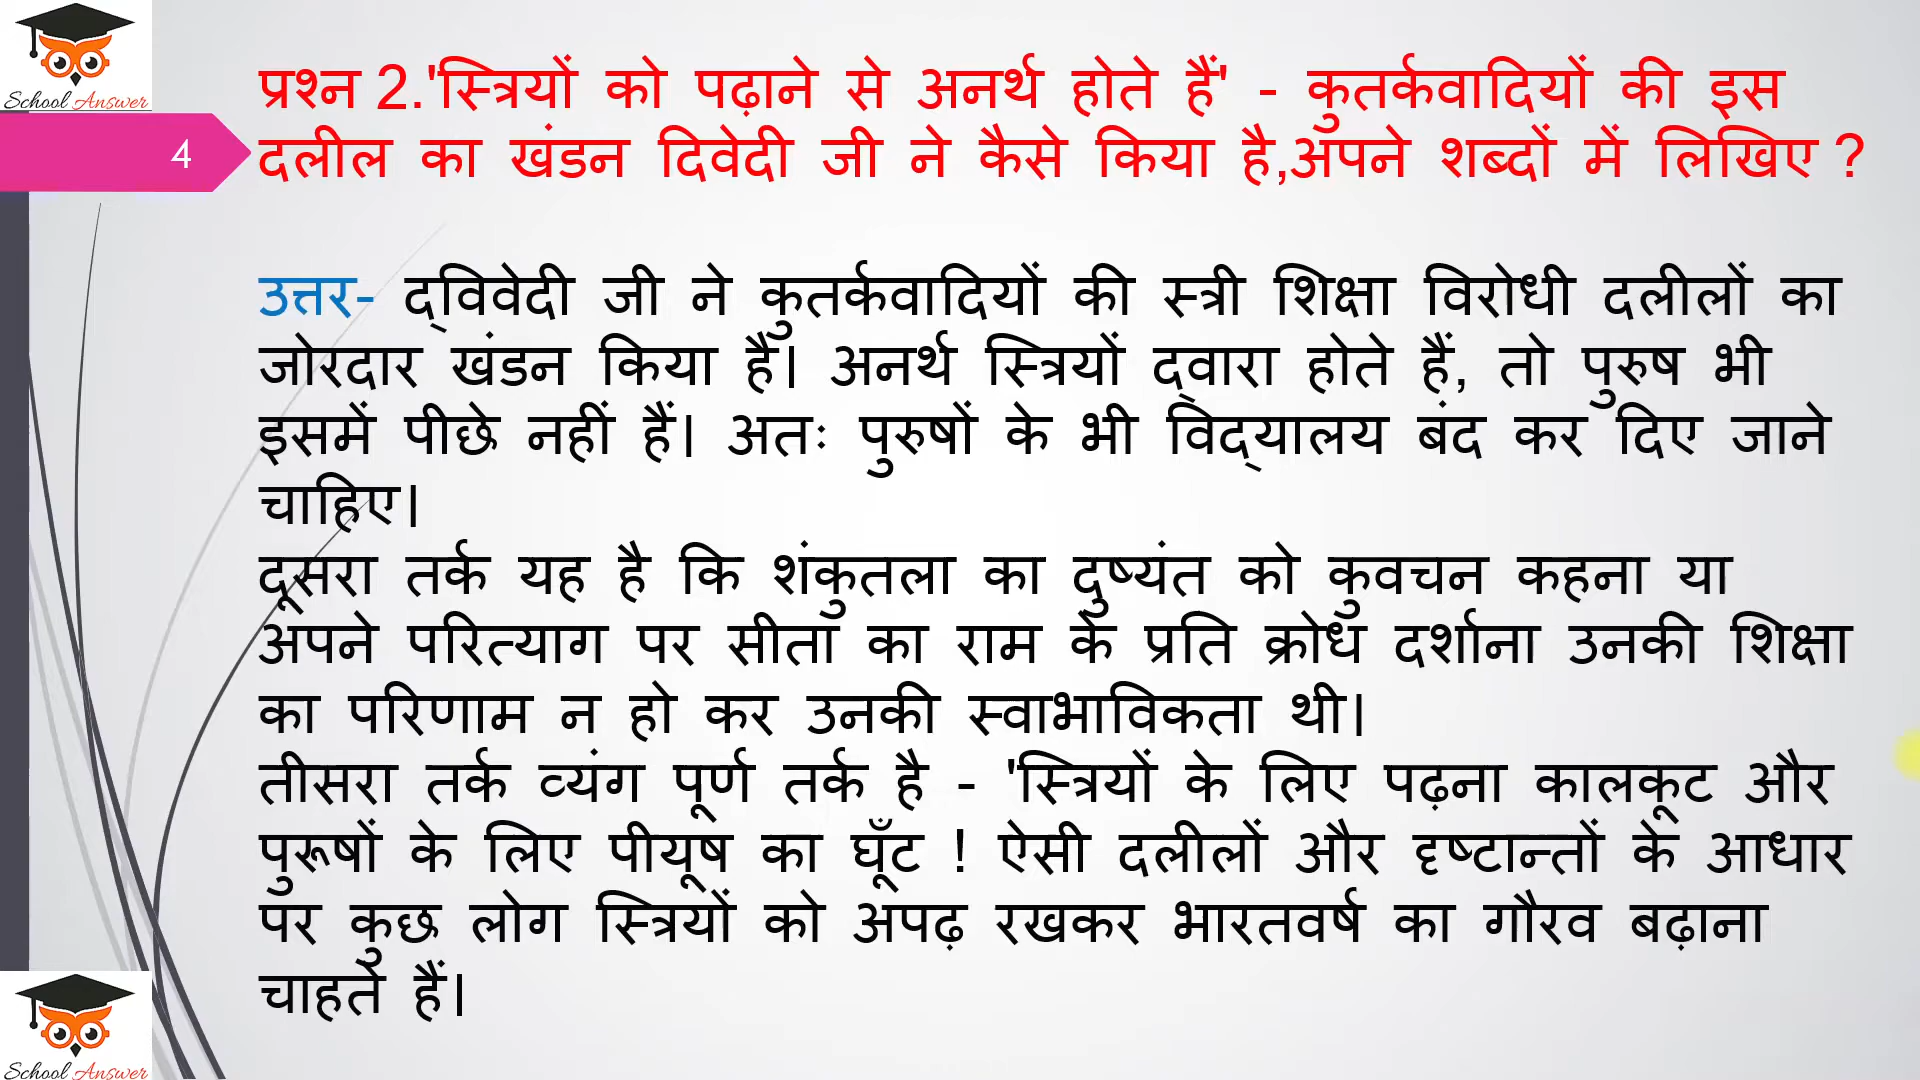 School Answer
4
प्रश्न 2.'स्त्रियों को पढ़ाने से अनर्थ होते हैं' - कुतर्कवादियों की इस
दलील का खंडन दिवेदी जी ने कैसे किया है,अपने शब्दों में लिखिए ?
उत्तर- द्विवेदी जी ने कुतर्कवादियों की स्त्री शिक्षा विरोधी दलीलों का
जोरदार खंडन किया है। अनर्थ स्त्रियों द्वारा होते हैं, तो पुरुष भी
इसमें पीछे नहीं हैं। अतः पुरुषों के भी विद्यालय बंद कर दिए जाने
चाहिए।
दूसरा तर्क यह है कि शंकुतला का दुष्यंत को कुवचन कहना या
अपने परित्याग पर सीता का राम के प्रति क्रोध दर्शाना उनकी शिक्षा
का परिणाम न हो कर उनकी स्वाभाविकता थी।
तीसरा तर्क व्यंग पूर्ण तर्क है - 'स्त्रियों के लिए पढ़ना कालकूट और
पुरूषों के लिए पीयूष का घूँट ! ऐसी दलीलों और दृष्टान्तों के आधार
पर कुछ लोग स्त्रियों को अपढ़ रखकर भारतवर्ष का गौरव बढ़ाना
चाहते हैं।
School Answer